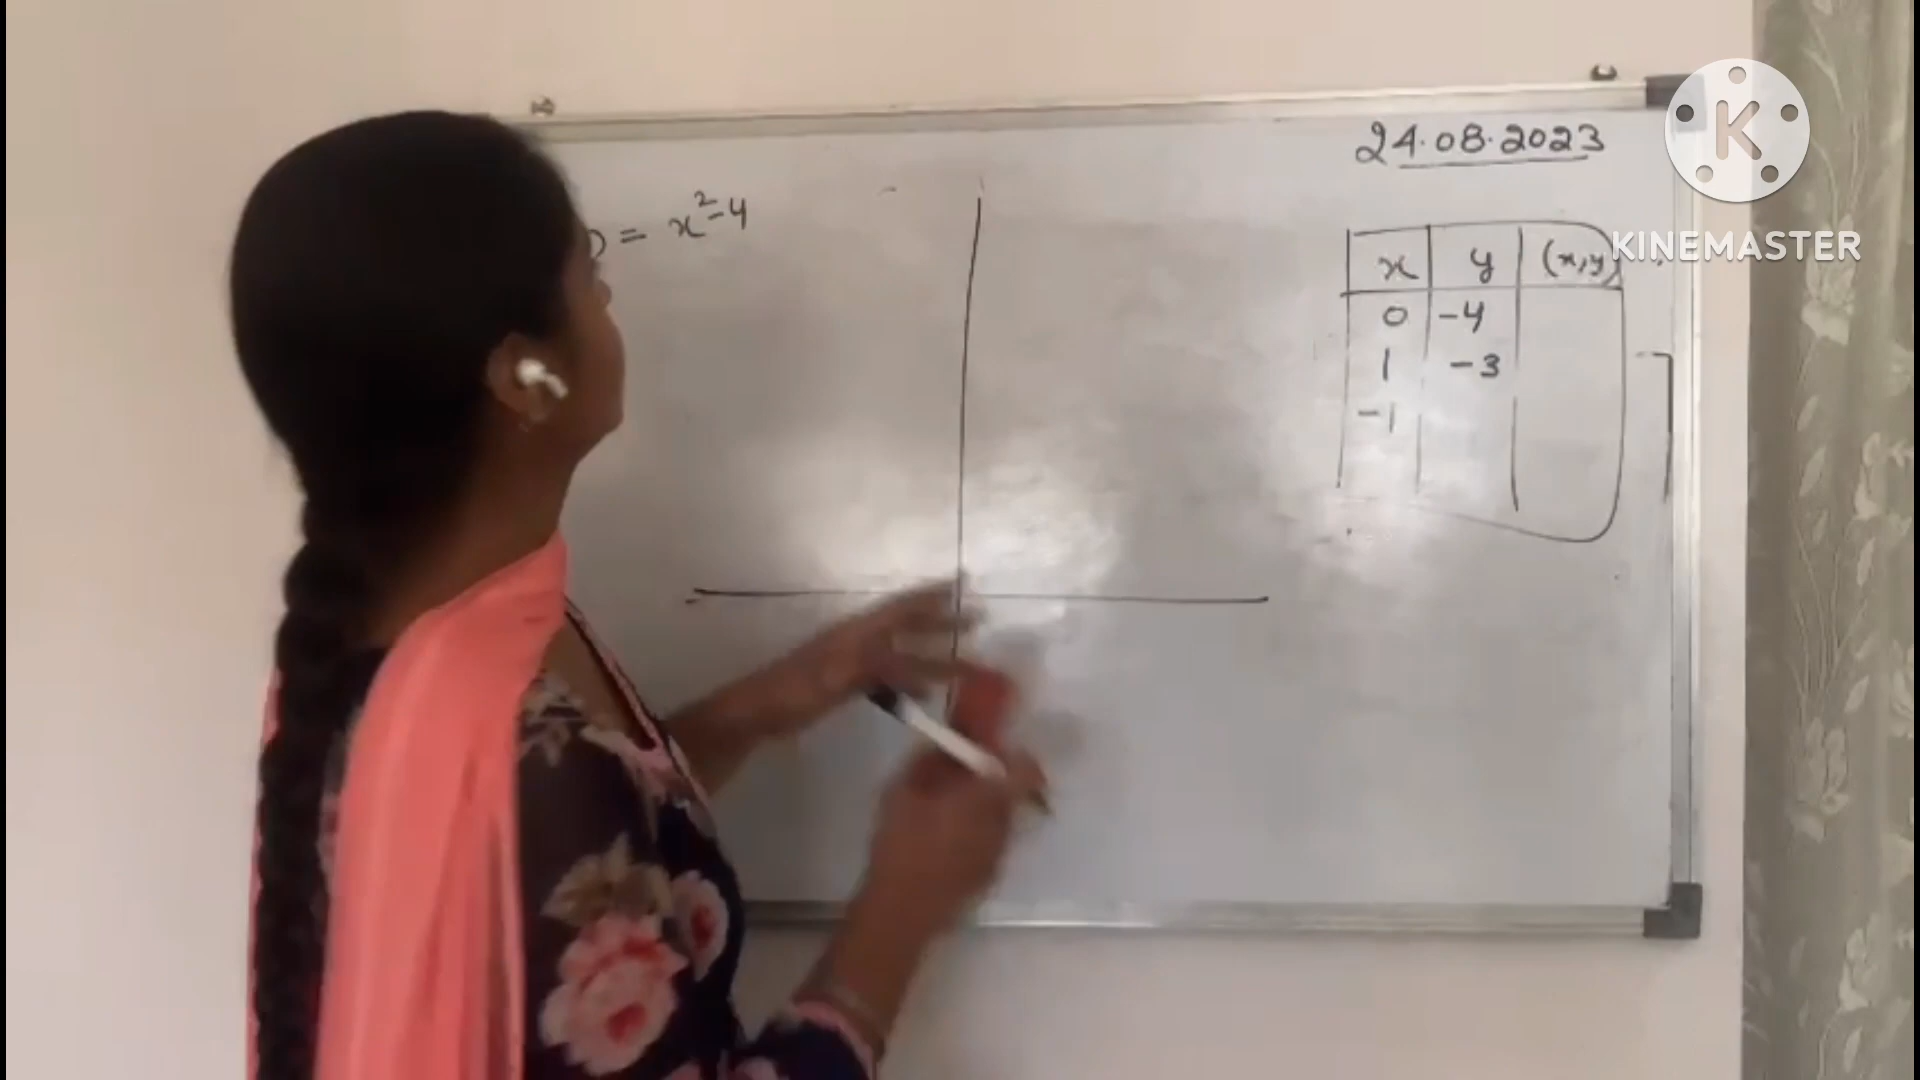 24.08.2023
) = x²-4
x y (x,y)
0 -4
1 -3
-1
K
KINEMASTER